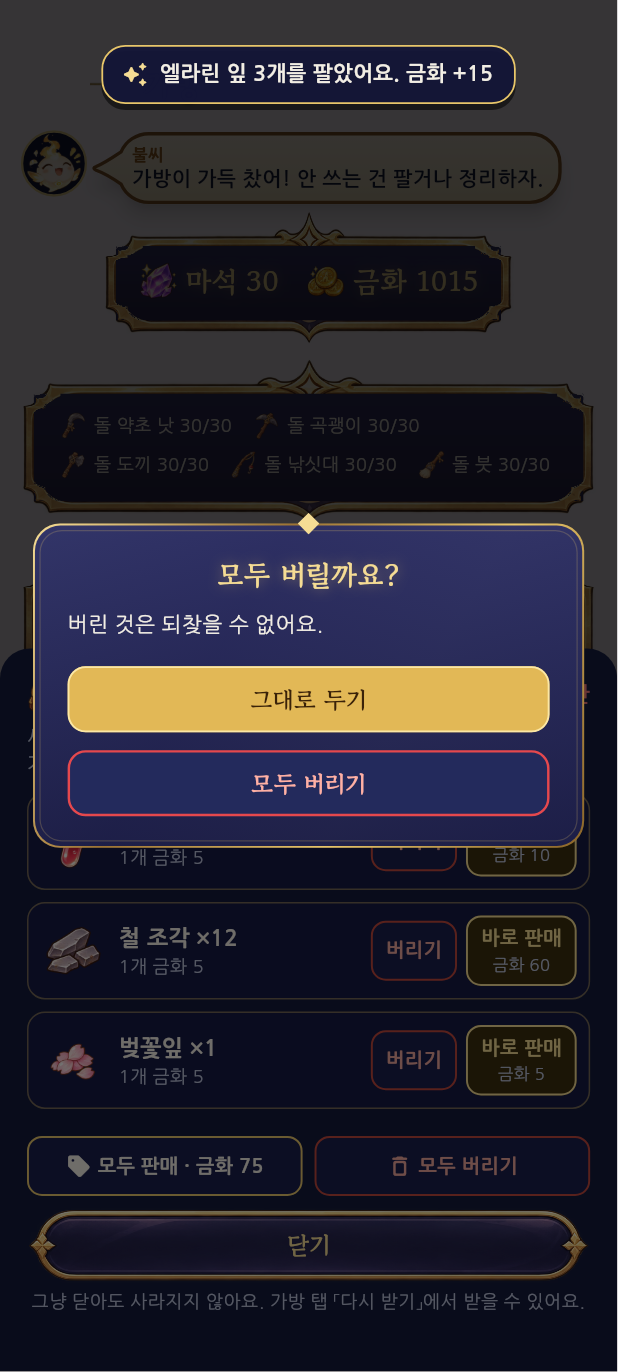 엘라린 잎 3개를 팔았어요. 금화 +15
불씨
가방이 가득 찼어! 안 쓰는 건 팔거나 정리하자.
마석 30 금화 1015
돌 약초 낫 30/30 돌 곡괭이 30/30
돌 도끼 30/30 돌 낚싯대 30/30 돌 붓 30/30
모두 버릴까요?
버린 것은 되찾을 수 없어요.
그대로 두기
모두 버리기
1개 금화 5
금화 10
철 조각 ×12
1개 금화 5
버리기
바로 판매
금화 60
벚꽃잎 ×1
1개 금화 5
버리기
바로 판매
금화 5
모두 판매 · 금화 75
모두 버리기
닫기
그냥 닫아도 사라지지 않아요. 가방 탭 「다시 받기」에서 받을 수 있어요.